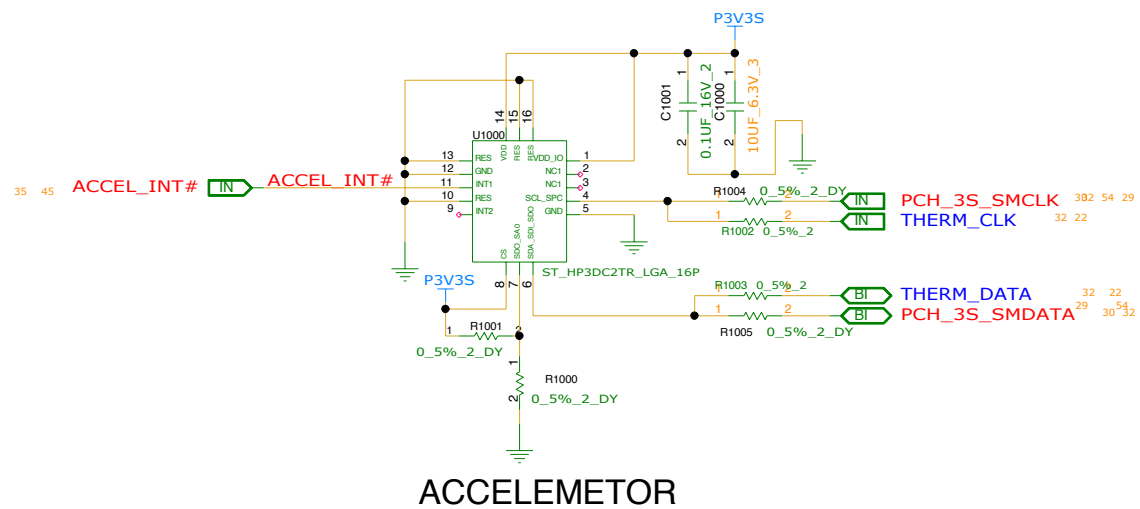 P3V3S
1
C1001
2
0.1UF_16V_2
1
C1000
2
10UF_6.3V_3
14
15
16
U1000
VDD
RES
RES
VDD_IO
1
13
RES
NC1
2
12
GND
NC1
3
11
INT1
SCL_SPC
4
10
RES
GND
5
9
INT2
CS
SDO_SA0
SDA_SDI_SDO
8
7
6
ST_HP3DC2TR_LGA_16P
35 45
ACCEL_INT#
IN
ACCEL_INT#
R1004
0_5%_2_DY
1
2
IN
PCH_3S_SMCLK
54 29
1
2
R1002
0_5%_2
IN
THERM_CLK
32 22
P3V3S
R1003
0_5%_2
1
2
BI
THERM_DATA
32 22
1
2
R1005
0_5%_2_DY
BI
PCH_3S_SMDATA
29 54
30 32
1
R1001
2
0_5%_2_DY
1
R1000
2
0_5%_2_DY
ACCELEMETOR